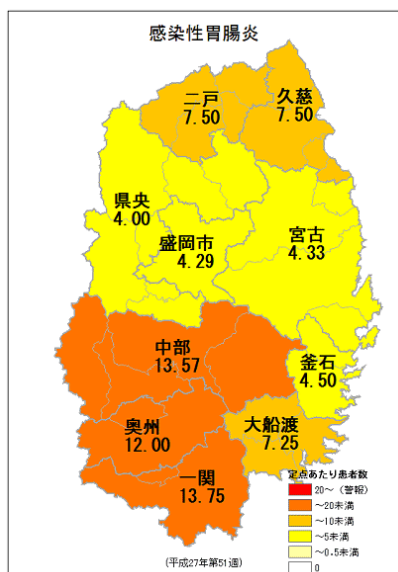 感染性胃腸炎
二戸
7.50
久慈
7.50
県央
4.00
盛岡市
4.29
宮古
4.33
中部
13.57
釜石
4.50
奥州
12.00
大船渡
7.25
一関
13.75
定点あたり患者数
20～（警報）
～20未満
～10未満
～5未満
～0.5未満
0
(平成27年第51週)